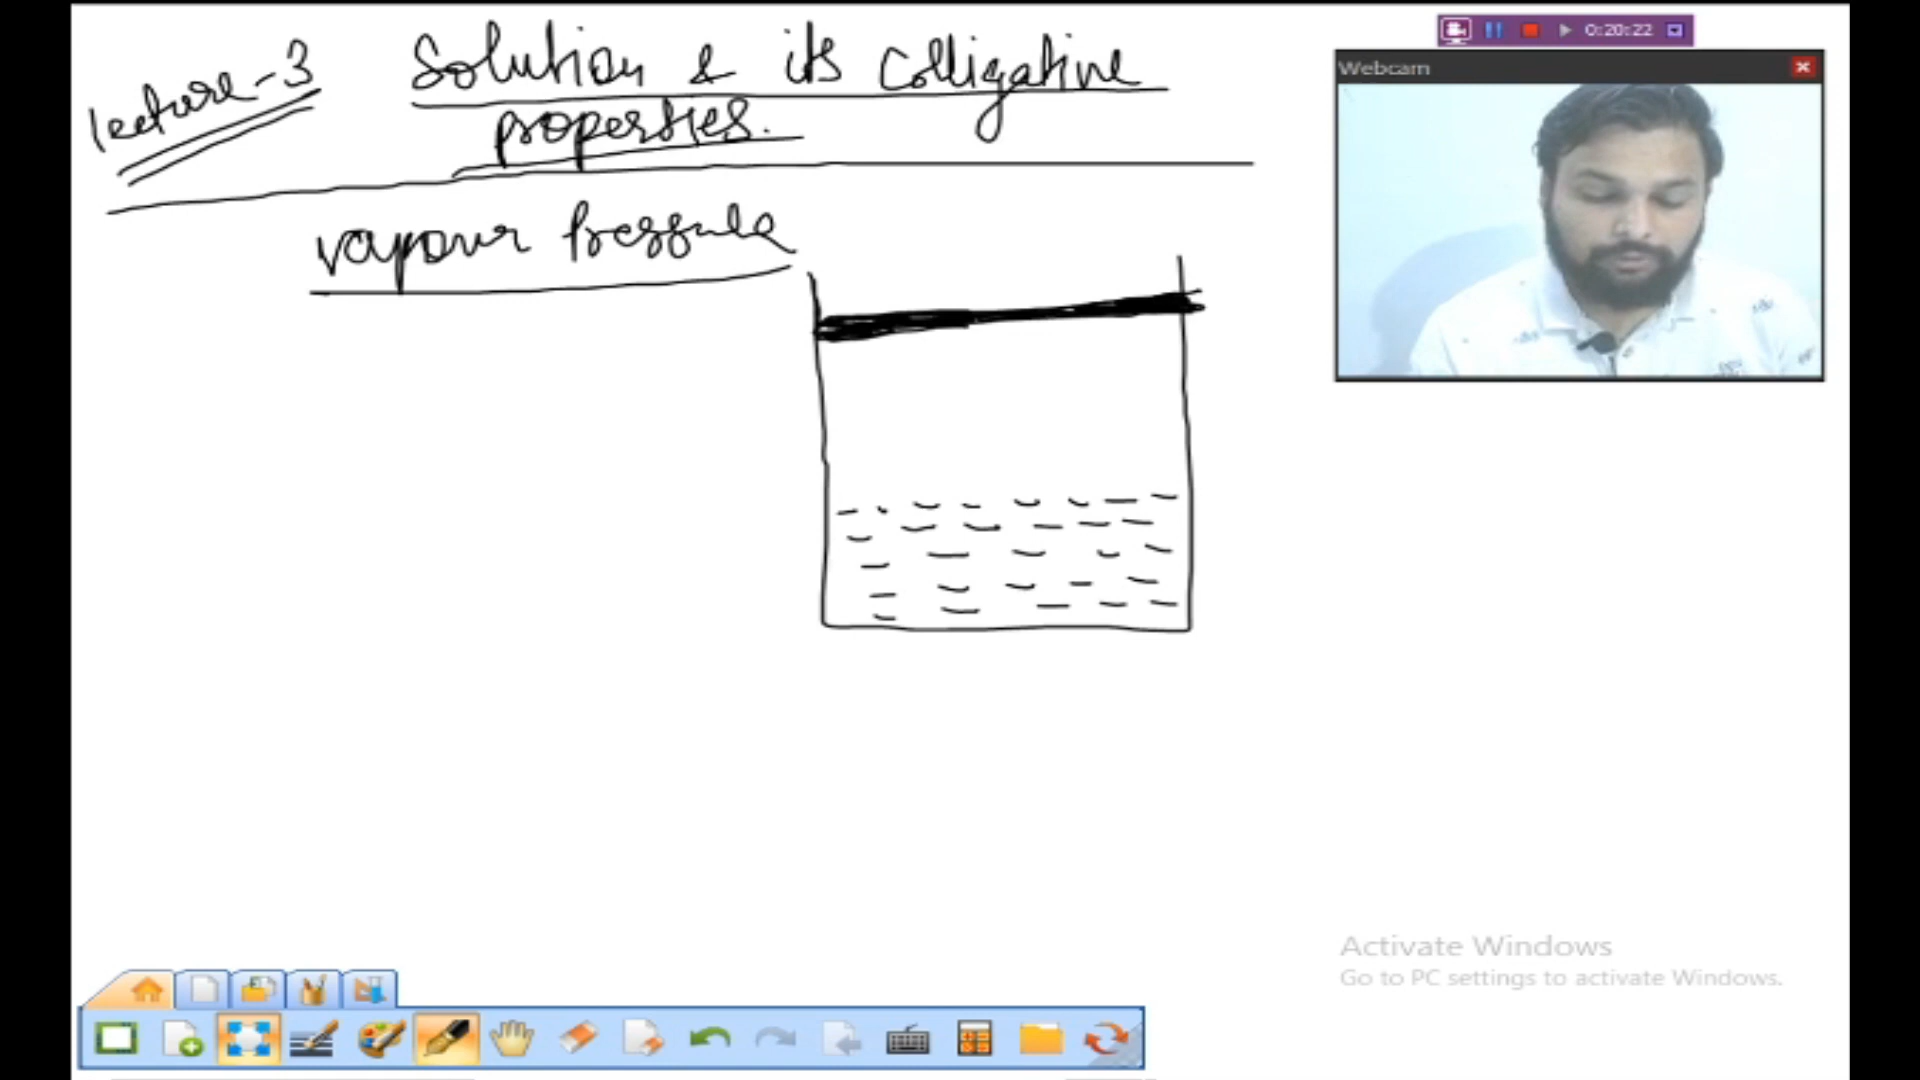 Lecture-3
Solution & its Colligative
properties.
Vapour Pressure
0:20:22
Webcam
Activate Windows
Go to PC settings to activate Windows.